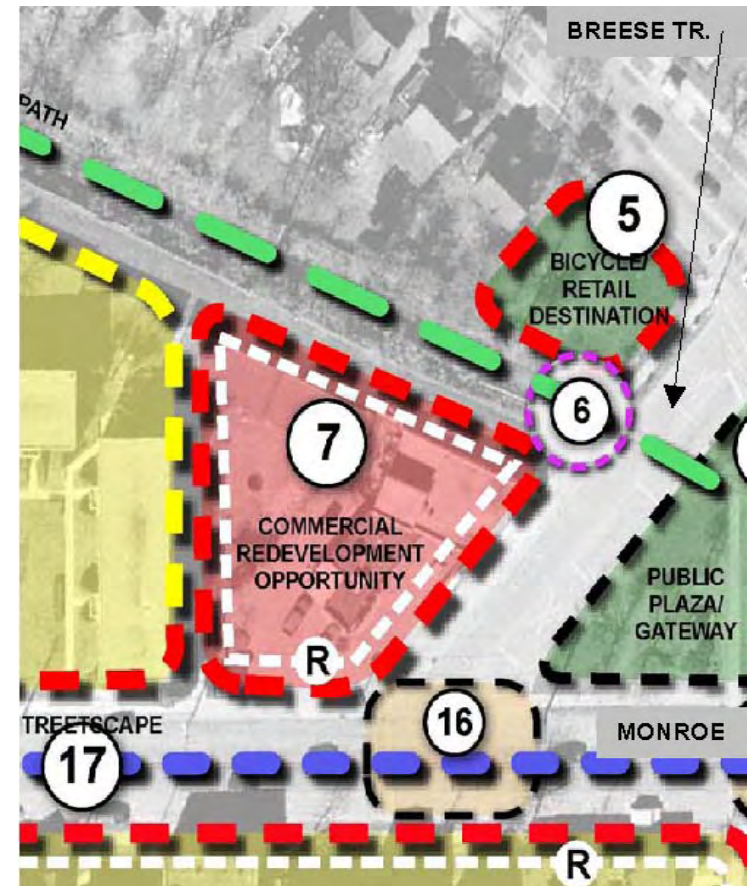 BREESE TR.
PATH
5
BICYCLE/
RETAIL
DESTINATION
6
7
COMMERCIAL
REDEVELOPMENT
OPPORTUNITY
PUBLIC
PLAZA/
GATEWAY
R
TREETSCAPE
16
MONROE
17
R